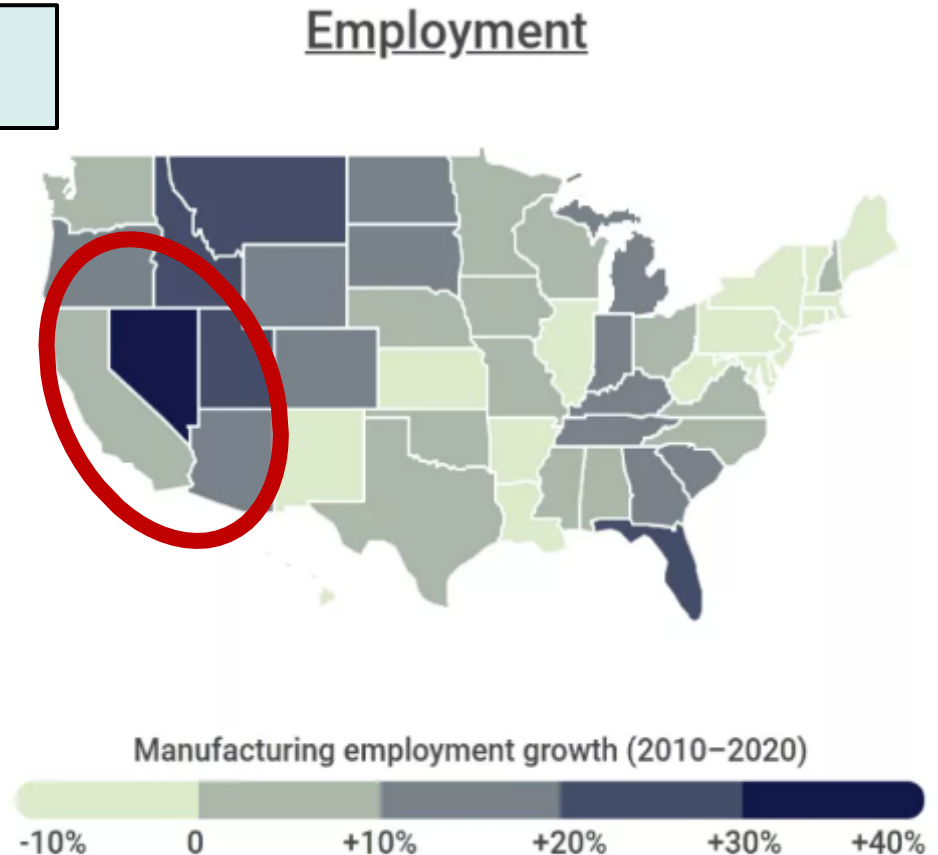 Employment
Manufacturing employment growth (2010–2020)
-10% 0 +10% +20% +30% +40%